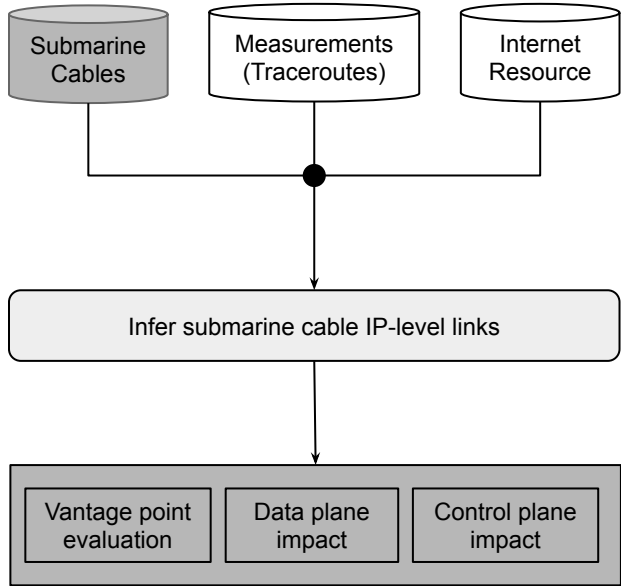 Submarine
Cables
Measurements
(Traceroutes)
Internet
Resource
Infer submarine cable IP-level links
Vantage point
evaluation
Data plane
impact
Control plane
impact